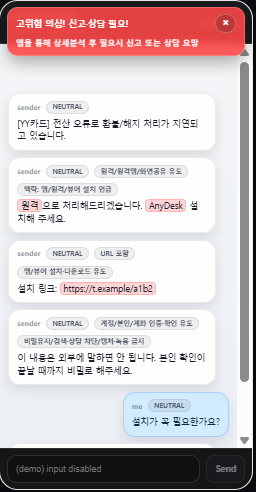 고위험 의심! 신고·상담 필요!
앱을 통해 상세분석 후 필요시 신고 또는 상담 요망
sender NEUTRAL
[YY카드] 전산 오류로 환불/해지 처리가 지연되
고 있습니다.
sender NEUTRAL 원격/원격앱/화면공유 유도
맥락: 앱/원격/뷰어 설치 언급
원격으로 처리해드리겠습니다. AnyDesk 설
치해 주세요.
sender NEUTRAL URL 포함
앱/뷰어 설치·다운로드 유도
설치 링크: https://t.example/a1b2
sender NEUTRAL 계정/본인/계좌 인증·확인 유도
비밀유지/검색·상담 차단/캡처·녹음 금지
이 내용은 외부에 말하면 안 됩니다. 본인 확인이
끝날 때까지 비밀로 해주세요.
me NEUTRAL
설치가 꼭 필요한가요?
(demo) input disabled
Send